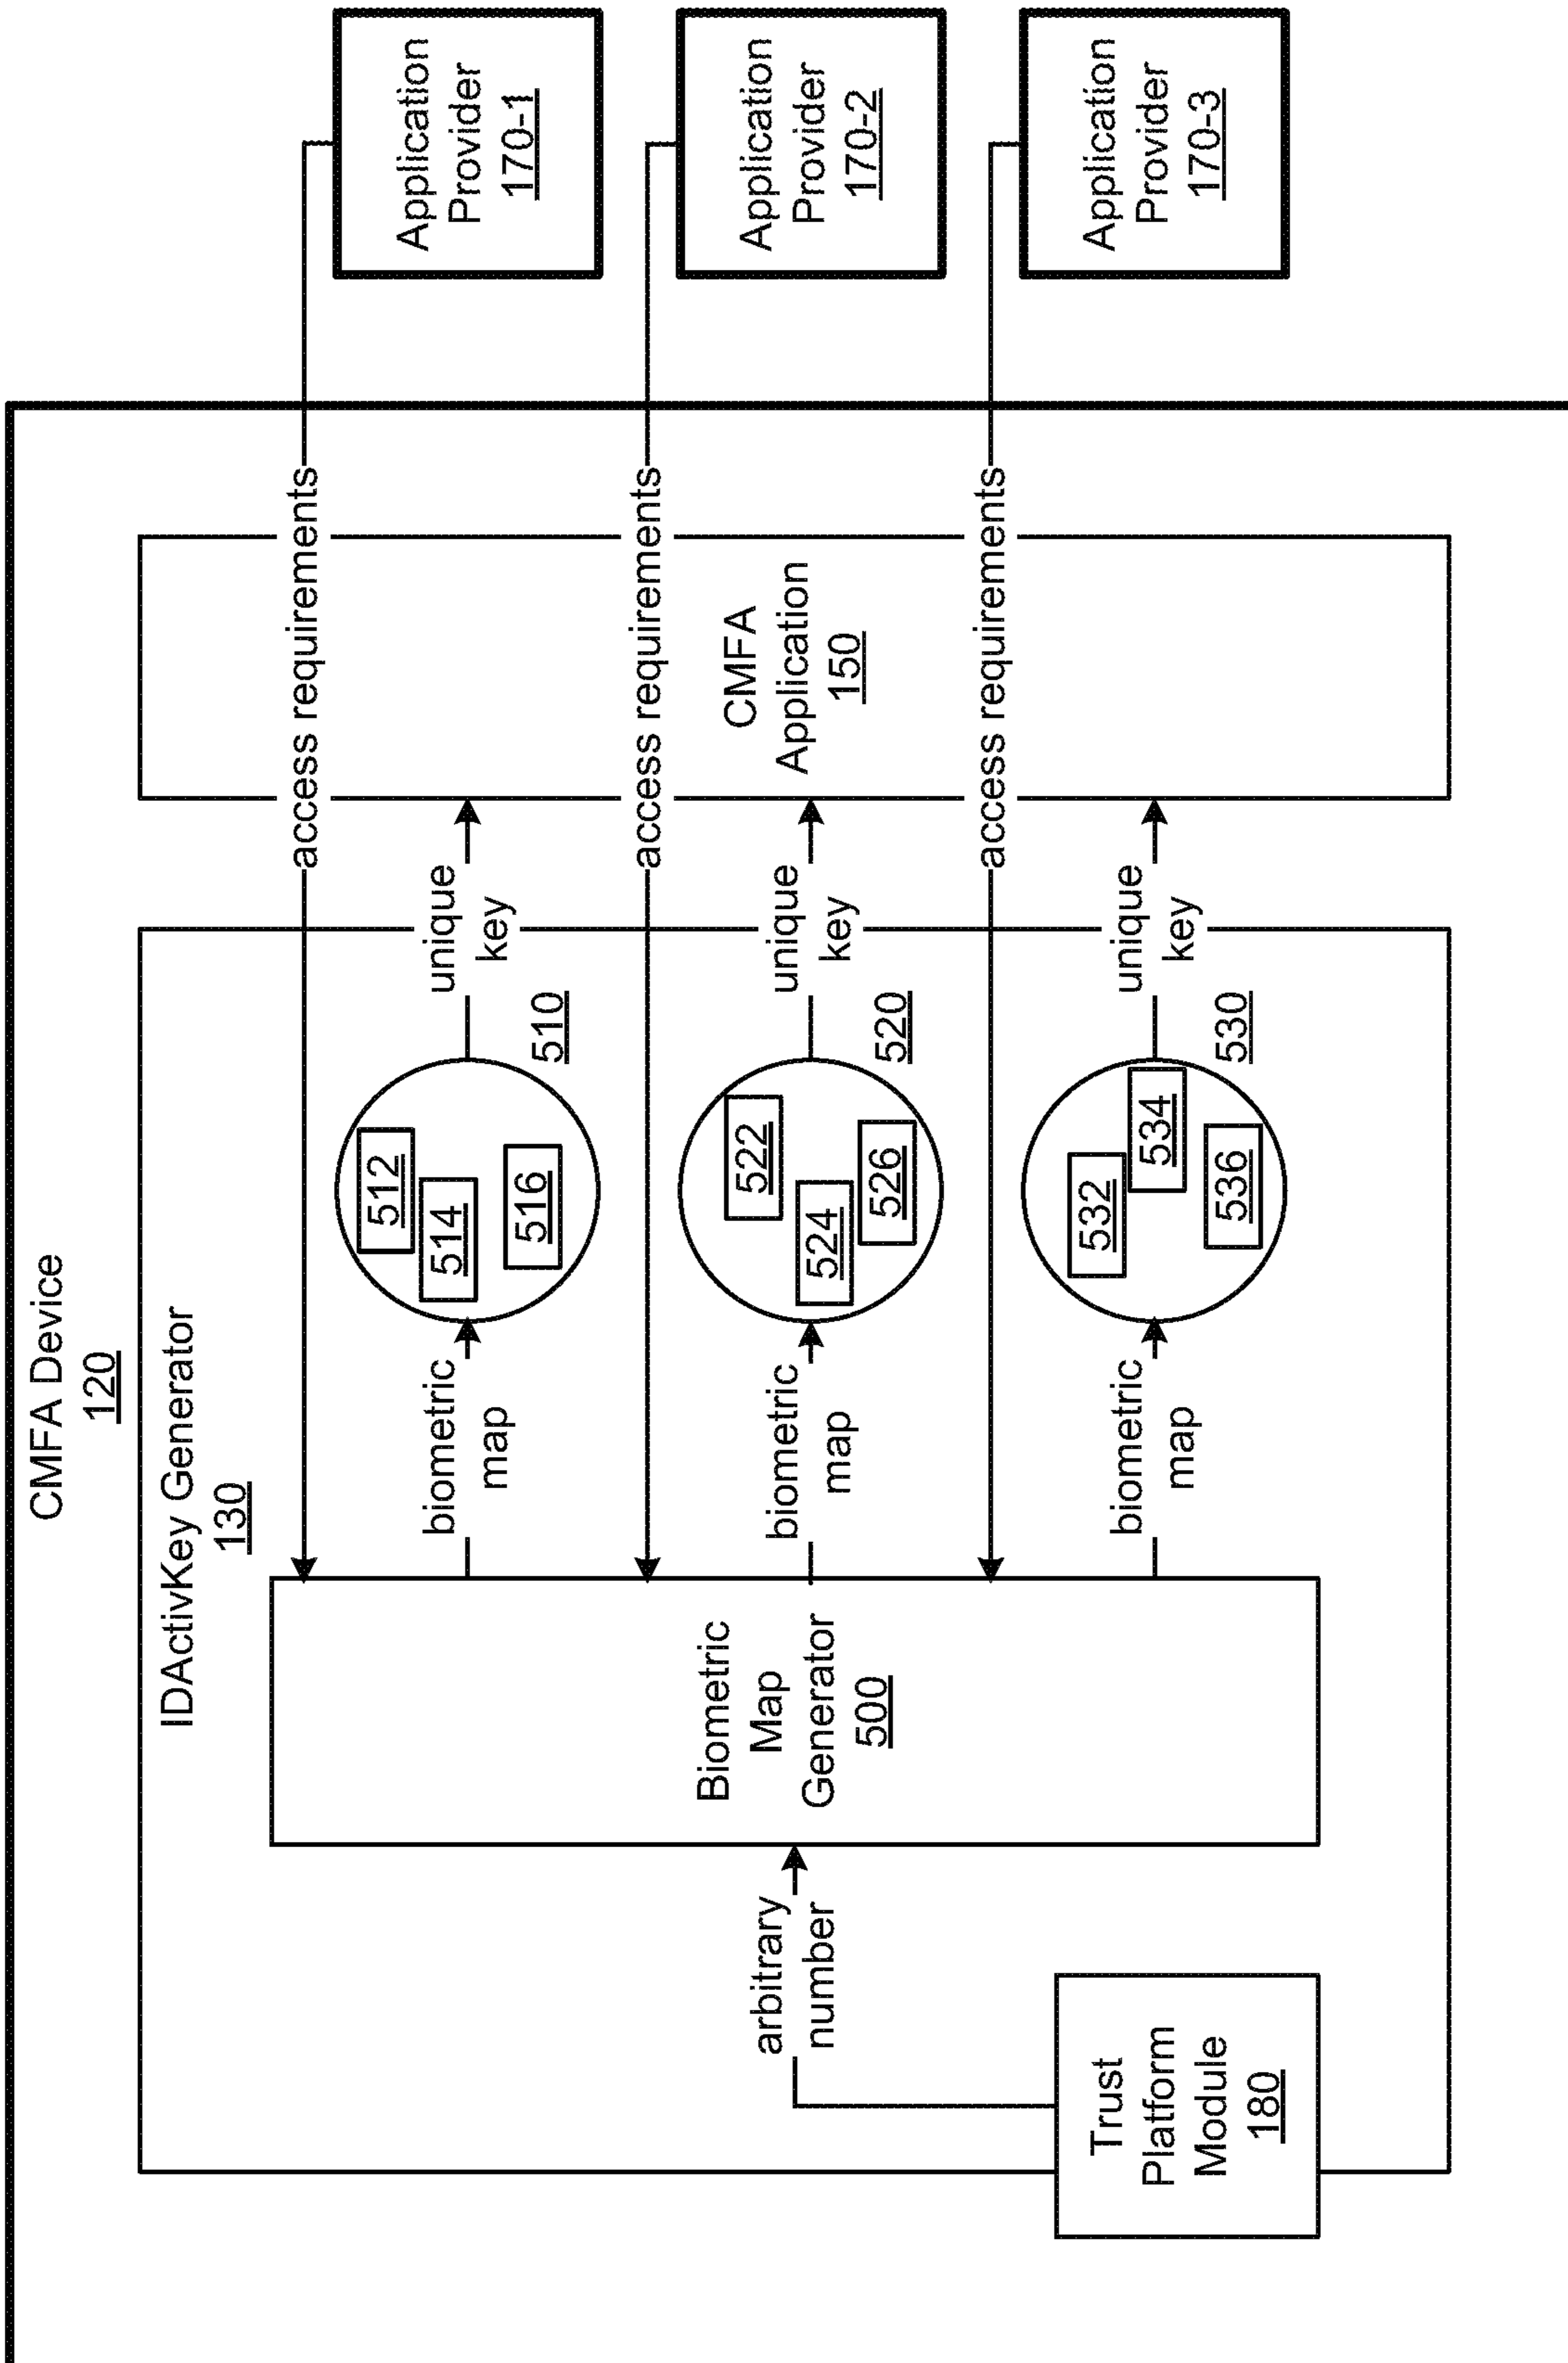 CMFA Device
120
IDActivKey Generator
130
Trust
Platform
Module
180
arbitrary
number
Biometric
Map
Generator
500
biometric
map
512
514
516
510
unique
key
access requirements
Application
Provider
170-1
biometric
map
522
524
526
520
unique
key
access requirements
CMFA
Application
150
Application
Provider
170-2
biometric
map
532
534
536
530
unique
key
access requirements
Application
Provider
170-3